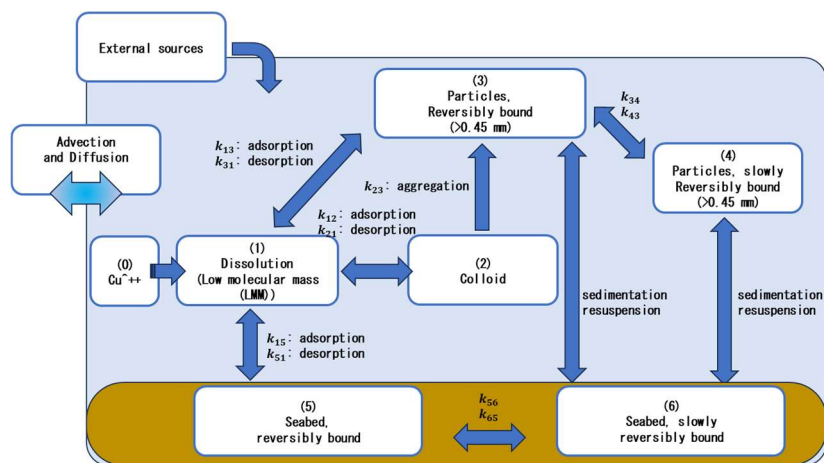 External sources
Advection
and Diffusion
(3)
Particles,
Reversibly bound
(>0.45 mm)
k₃₄
k₄₃
k₁₃: adsorption
k₃₁: desorption
(4)
Particles, slowly
Reversibly bound
(>0.45 mm)
k₂₃: aggregation
k₁₂: adsorption
k₂₁: desorption
(0)
Cu^++
(1)
Dissolution
(Low molecular mass
(LMM))
(2)
Colloid
sedimentation
resuspension
sedimentation
resuspension
k₁₅: adsorption
k₅₁: desorption
(5)
Seabed,
reversibly bound
k₅₆
k₆₅
(6)
Seabed, slowly
reversibly bound